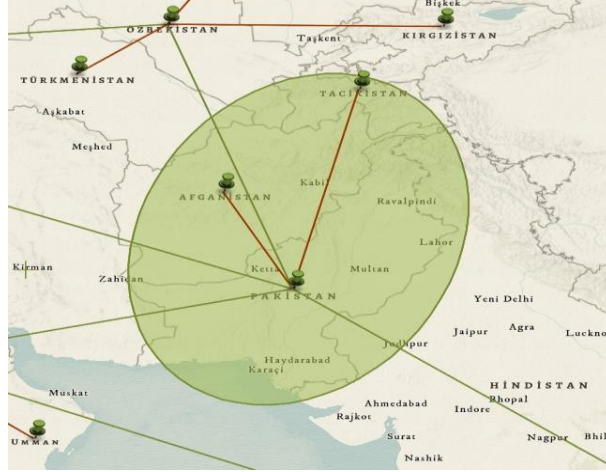 Bişkek
ÖZBEKİSTAN
Taşkent
KIRGIZİSTAN
TÜRKMENİSTAN
TACİKİSTAN
Aşkabat
Meşhed
Kabil
AFGANİSTAN
Ravalpindi
Lahor
Kirman
Zahidan
Ketta
Multan
PAKİSTAN
Yeni Delhi
Jodhpur
Jaipur
Agra
Luckno
Haydarabad
Karaçi
HİNDİSTAN
Muskat
Ahmedabad
Bhopal
Indore
Rajkot
UMMAN
Surat
Nagpur
Bhil
Nashik